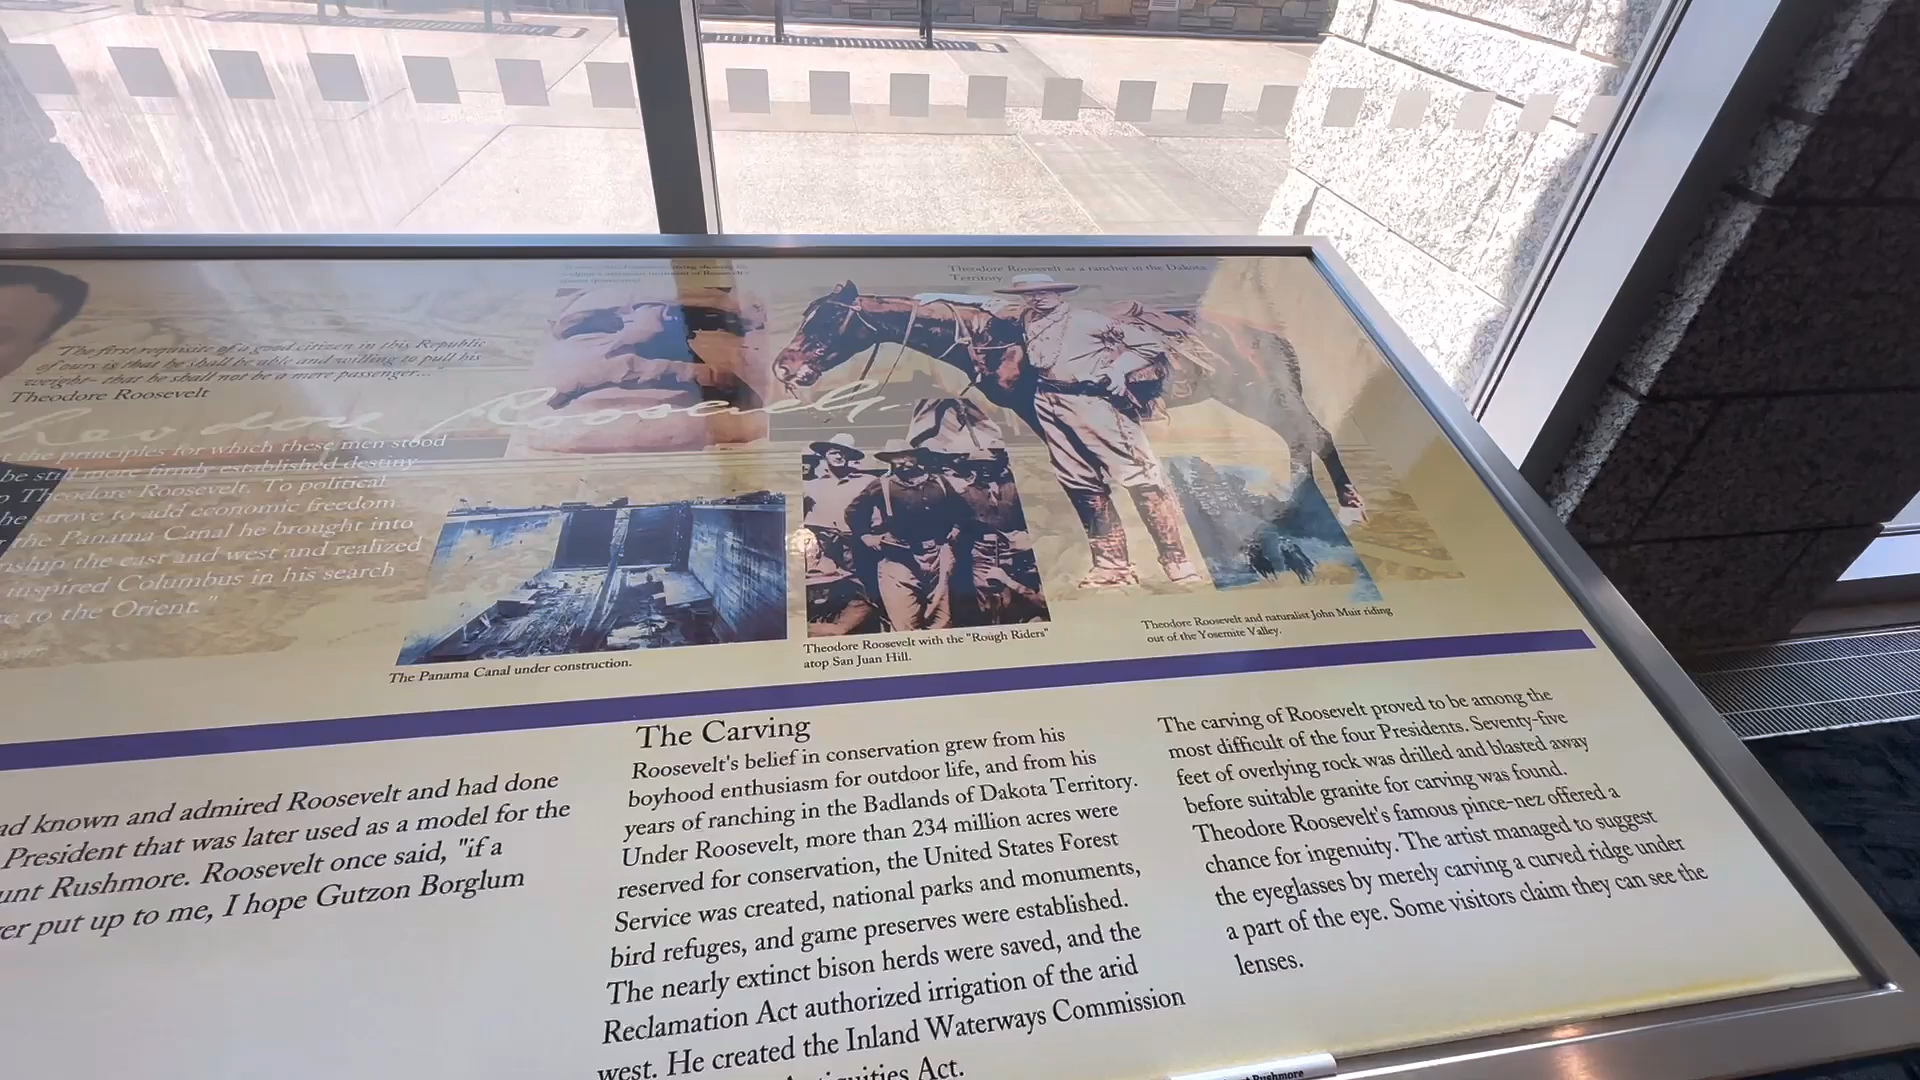 Theodore Roosevelt as a rancher in the Dakota
Territory
"The first requisite of a good citizen in this Republic
of ours is that he shall be able and willing to pull his
weight- that he shall not be a mere passenger..."
Theodore Roosevelt
Theodore Roosevelt
the principles for which these men stood
be still more firmly established destiny
Theodore Roosevelt. To political
he strove to add economic freedom.
the Panama Canal he brought into
the east and west and realized
inspired Columbus in his search
to the Orient."
The Panama Canal under construction.
Theodore Roosevelt with the "Rough Riders"
atop San Juan Hill.
Theodore Roosevelt and naturalist John Muir riding
out of the Yosemite Valley.
known and admired Roosevelt and had done
President that was later used as a model for the
Rushmore. Roosevelt once said, "if a
put up to me, I hope Gutzon Borglum
The Carving
Roosevelt's belief in conservation grew from his
boyhood enthusiasm for outdoor life, and from his
years of ranching in the Badlands of Dakota Territory.
Under Roosevelt, more than 234 million acres were
reserved for conservation, the United States Forest
Service was created, national parks and monuments,
bird refuges, and game preserves were established.
The nearly extinct bison herds were saved, and the
Reclamation Act authorized irrigation of the arid
west. He created the Inland Waterways Commission
Act.
The carving of Roosevelt proved to be among the
most difficult of the four Presidents. Seventy-five
feet of overlying rock was drilled and blasted away
before suitable granite for carving was found.
Theodore Roosevelt's famous pince-nez offered a
chance for ingenuity. The artist managed to suggest
the eyeglasses by merely carving a curved ridge under
a part of the eye. Some visitors claim they can see the
lenses.
Rushmore